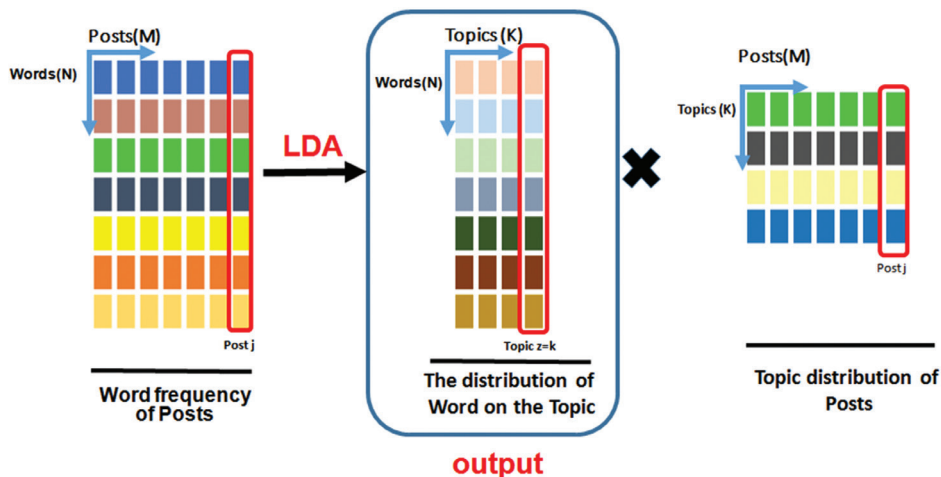 Posts(M)
Words(N)
Post j
Word frequency
of Posts
LDA
Topics (K)
Words(N)
Topic z=k
The distribution of
Word on the Topic
output
Posts(M)
Topics (K)
Post j
Topic distribution of
Posts